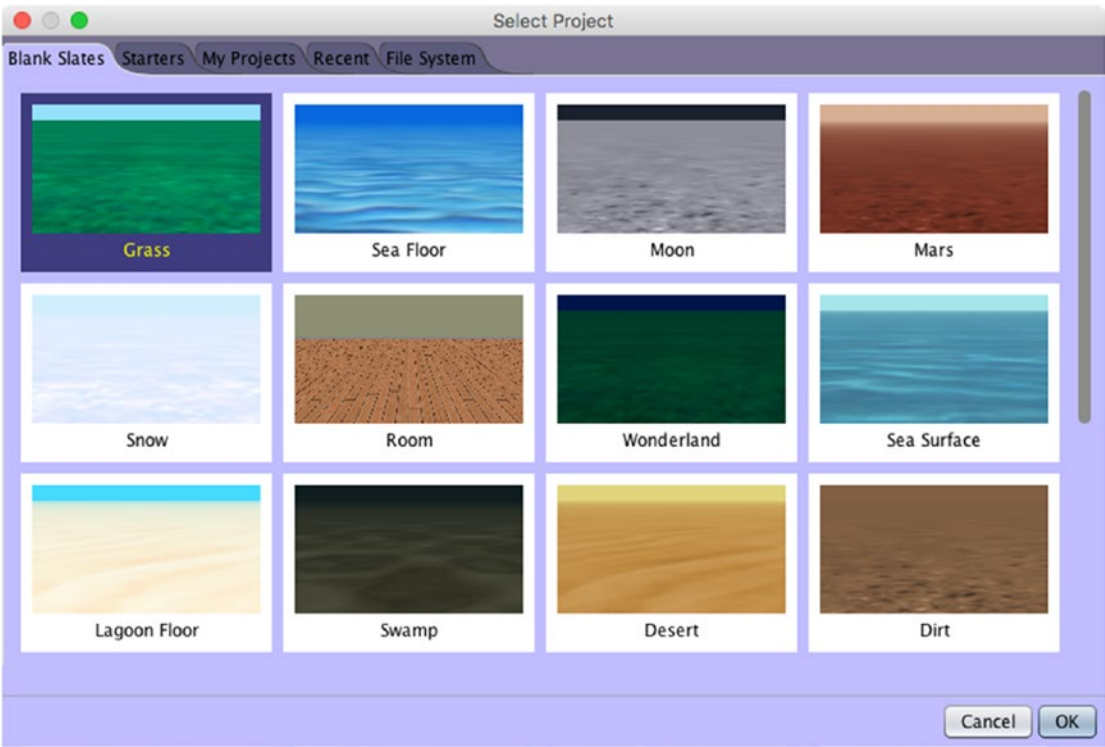 Select Project
Blank Slates Starters My Projects Recent File System
Grass Sea Floor Moon Mars
Snow Room Wonderland Sea Surface
Lagoon Floor Swamp Desert Dirt
Cancel OK